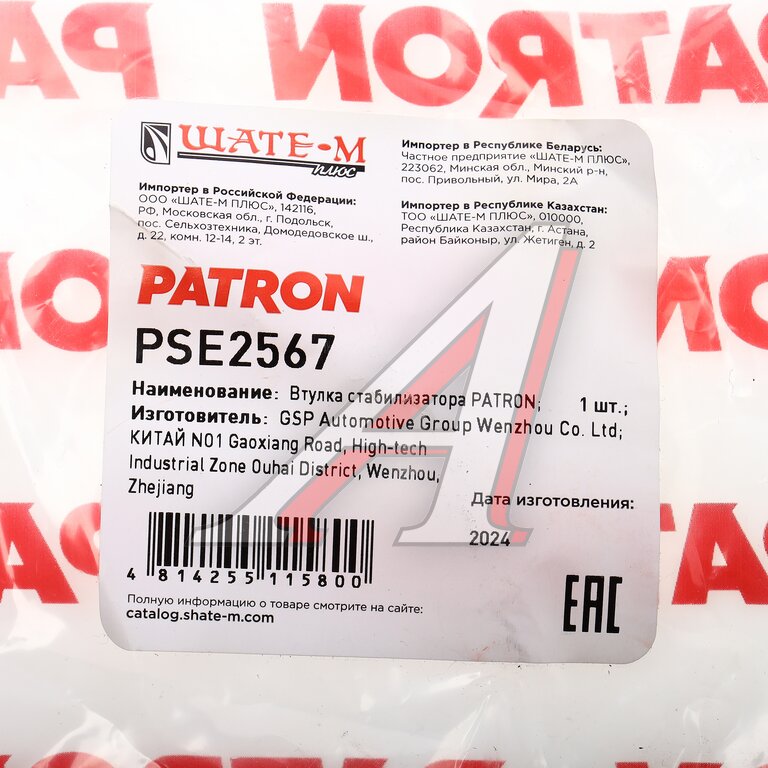 PATRON
ШАТЕ-М
ПЛЮС
Импортер в Российской Федерации:
ООО «ШАТЕ-М ПЛЮС», 142116,
РФ, Московская обл., г. Подольск,
пос. Сельхозтехника, Домодедовское ш.,
д. 22, комн. 12-14, 2 эт.
Импортер в Республике Беларусь:
Частное предприятие «ШАТЕ-М ПЛЮС»,
223062, Минская обл., Минский р-н,
пос. Привольный, ул. Мира, 2А
Импортер в Республике Казахстан:
ТОО «ШАТЕ-М ПЛЮС», 010000,
Республика Казахстан, г. Астана,
район Байконыр, ул. Жетиген, д. 2
PATRON
PSE2567
Наименование: Втулка стабилизатора PATRON; 1 шт.;
Изготовитель: GSP Automotive Group Wenzhou Co. Ltd;
КИТАЙ NO1 Gaoxiang Road, High-tech
Industrial Zone Ouhai District, Wenzhou,
Zhejiang
Дата изготовления:
2024
4 814255 115800
Полную информацию о товаре смотрите на сайте:
catalog.shate-m.com
EAC